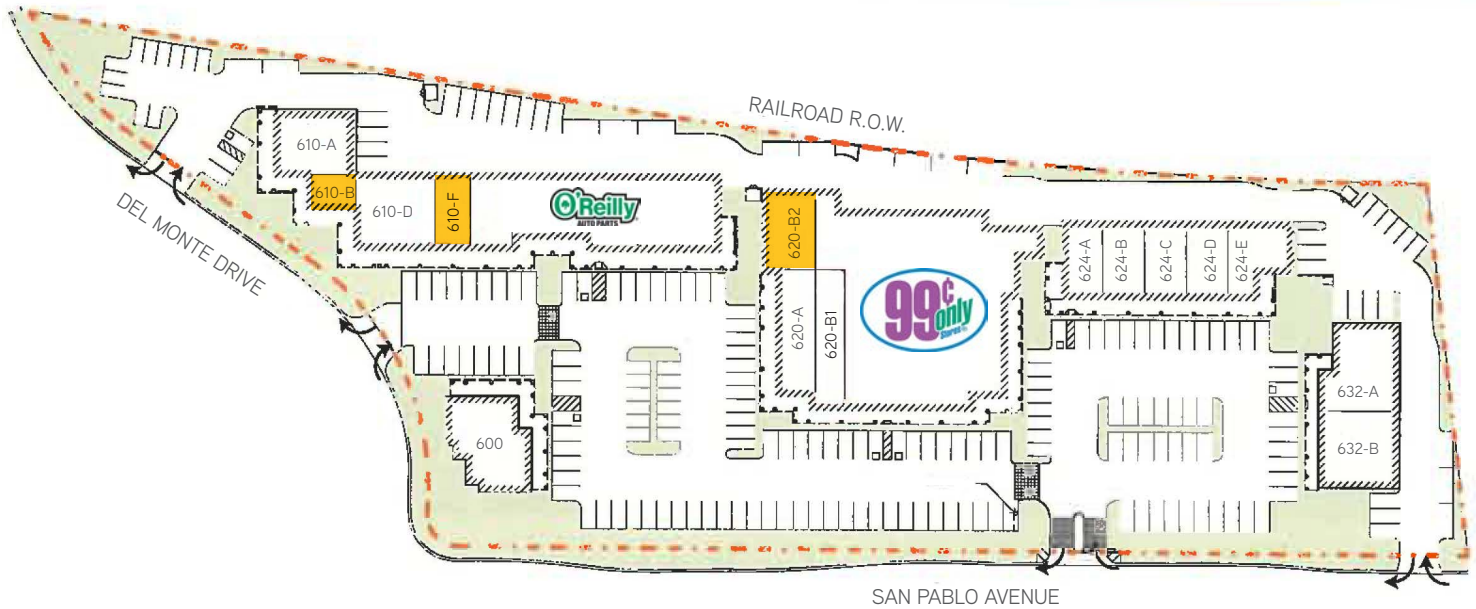 RAILROAD R.O.W.
610-A
610-B
610-D
610-F
O'Reilly
AUTO PARTS
DEL MONTE DRIVE
620-B2
620-A
620-B1
99¢
only
Stores
624-A
624-B
624-C
624-D
624-E
600
632-A
632-B
SAN PABLO AVENUE